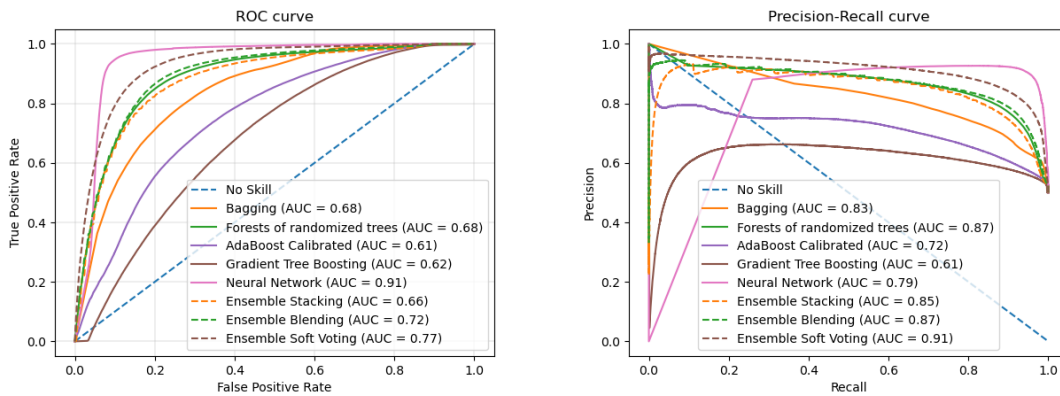 ROC curve
1.0
0.8
0.6
0.4
0.2
0.0
True Positive Rate
No Skill
Bagging (AUC = 0.68)
Forests of randomized trees (AUC = 0.68)
AdaBoost Calibrated (AUC = 0.61)
Gradient Tree Boosting (AUC = 0.62)
Neural Network (AUC = 0.91)
Ensemble Stacking (AUC = 0.66)
Ensemble Blending (AUC = 0.72)
Ensemble Soft Voting (AUC = 0.77)
0.0 0.2 0.4 0.6 0.8 1.0
False Positive Rate
Precision-Recall curve
1.0
0.8
0.6
0.4
0.2
0.0
Precision
No Skill
Bagging (AUC = 0.83)
Forests of randomized trees (AUC = 0.87)
AdaBoost Calibrated (AUC = 0.72)
Gradient Tree Boosting (AUC = 0.61)
Neural Network (AUC = 0.79)
Ensemble Stacking (AUC = 0.85)
Ensemble Blending (AUC = 0.87)
Ensemble Soft Voting (AUC = 0.91)
0.0 0.2 0.4 0.6 0.8 1.0
Recall